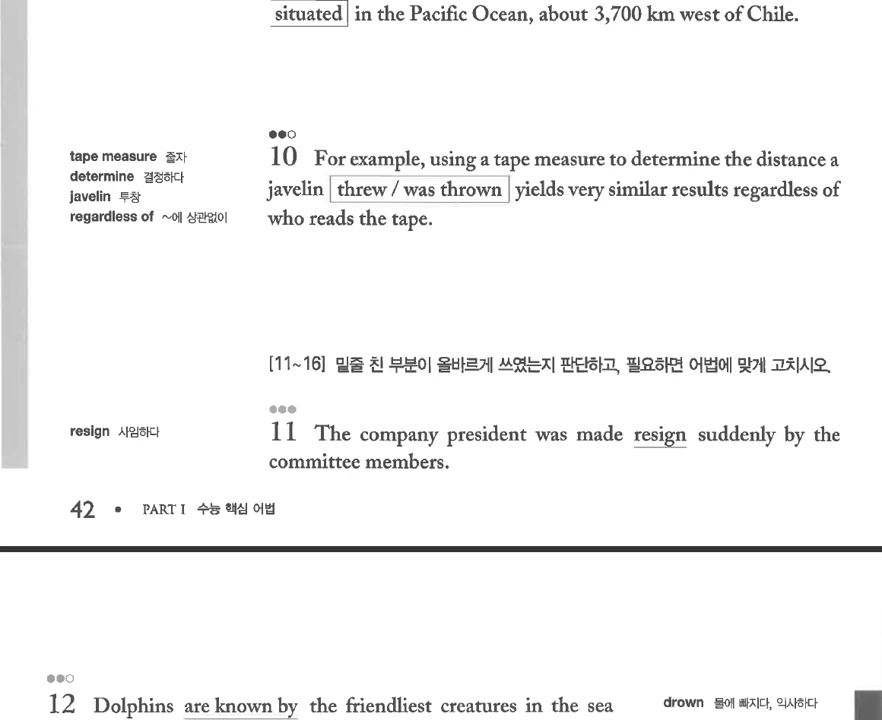 situated in the Pacific Ocean, about 3,700 km west of Chile.
tape measure 줄자
determine 결정하다
javelin 투창
regardless of ~에 상관없이
10 For example, using a tape measure to determine the distance a
javelin threw / was thrown yields very similar results regardless of
who reads the tape.
[11~16] 밑줄 친 부분이 올바르게 쓰였는지 판단하고, 필요하면 어법에 맞게 고치시오.
resign 사임하다
11 The company president was made resign suddenly by the
committee members.
42 • PART I 수능 핵심 어법
12 Dolphins are known by the friendliest creatures in the sea
drown 물에 빠지다, 익사하다